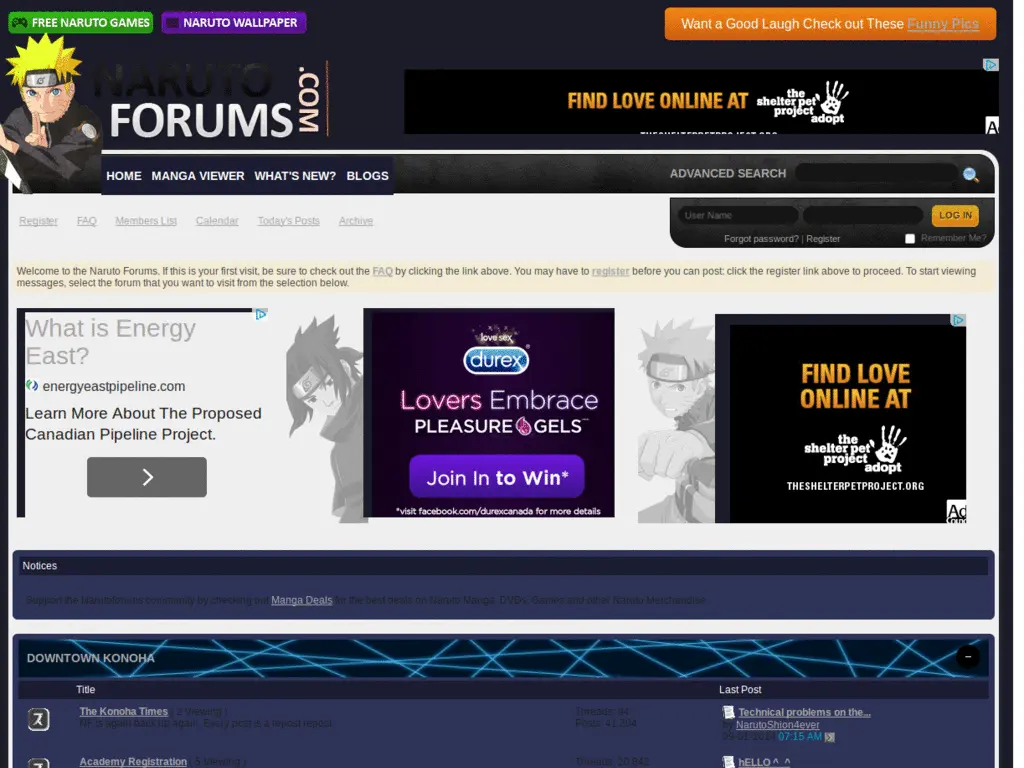 FREE NARUTO GAMES
NARUTO WALLPAPER
Want a Good Laugh Check out These Funny Pics
NARUTO
FORUMS
.COM
FIND LOVE ONLINE AT
the shelter pet project
adopt
THESHELTERPETPROJECT.ORG
HOME MANGA VIEWER WHAT'S NEW? BLOGS
ADVANCED SEARCH
Register FAQ Members List Calendar Today's Posts Archive
User Name
LOG IN
Forgot password? | Register
Remember Me?
Welcome to the Naruto Forums. If this is your first visit, be sure to check out the FAQ by clicking the link above. You may have to register before you can post: click the register link above to proceed. To start viewing
messages, select the forum that you want to visit from the selection below.
What is Energy
East?
energyeastpipeline.com
Learn More About The Proposed
Canadian Pipeline Project.
love sex
durex
Lovers Embrace
PLEASURE GELS
Join In to Win*
*visit facebook.com/durexcanada for more details
FIND LOVE
ONLINE AT
the
shelter pet
project
adopt
THESHELTERPETPROJECT.ORG
Ad
Notices
Support the Narutoforums community by checking out Manga Deals for the best deals on Naruto Manga, DVDs, Games and other Naruto Merchandise.
DOWNTOWN KONOHA
Title Last Post
The Konoha Times ( 2 viewing )
NF is again back up again. Every post is a repost repost.
Threads: 94
Posts: 41,204
Technical problems on the...
by NarutoShion4ever
07:15 AM
Academy Registration ( 5 viewing )
Threads: 20,042
hELLO ^_^